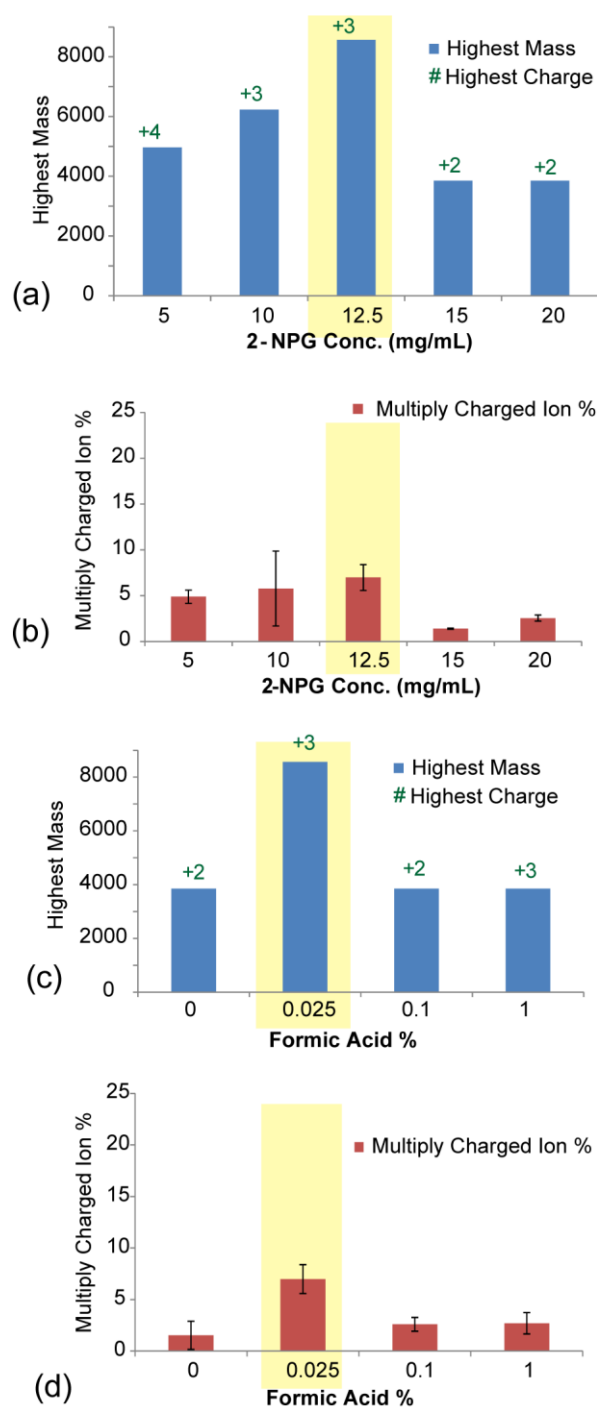 +3
8000
Highest Mass
# Highest Charge
+3
6000
+4
Highest Mass
4000
+2
+2
2000
0
(a)
5 10 12.5 15 20
2-NPG Conc. (mg/mL)
25
Multiply Charged Ion %
20
15
Multiply Charged Ion %
10
5
0
(b)
5 10 12.5 15 20
2-NPG Conc. (mg/mL)
+3
8000
Highest Mass
# Highest Charge
6000
Highest Mass
4000
+2
+2
+3
2000
0
(c)
0 0.025 0.1 1
Formic Acid %
25
20
Multiply Charged Ion %
15
Multiply Charged Ion %
10
5
0
0 0.025 0.1 1
(d)
Formic Acid %